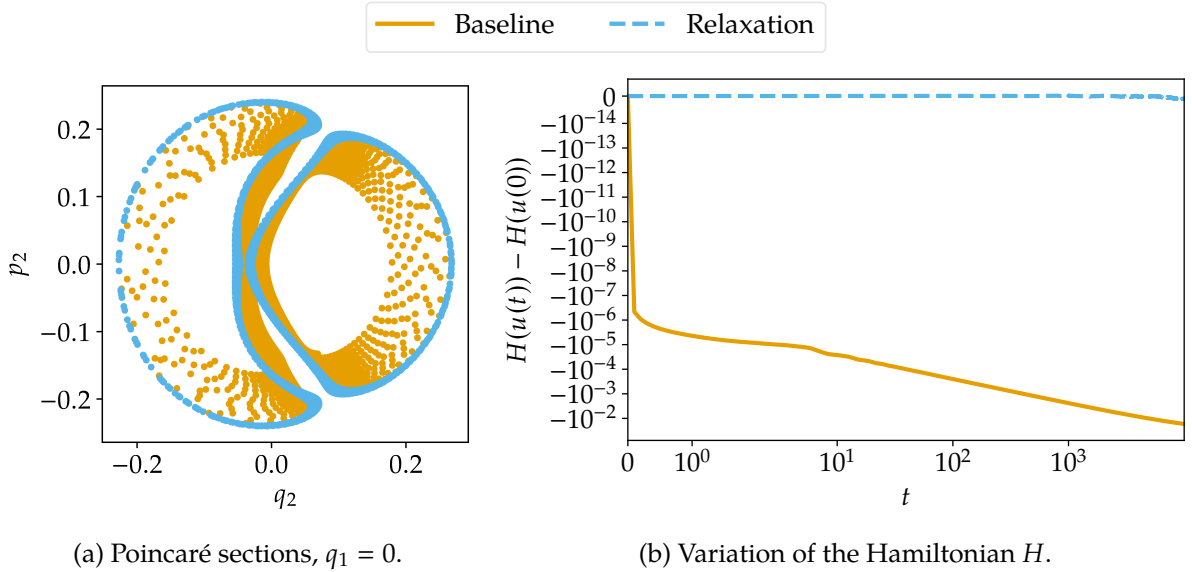 Baseline Relaxation
0.2
0.1
0.0
−0.1
−0.2
p₂
−0.2 0.0 0.2
q₂
(a) Poincaré sections, q₁ = 0.
0
−10⁻¹⁴
−10⁻¹³
−10⁻¹²
−10⁻¹¹
−10⁻¹⁰
−10⁻⁹
−10⁻⁸
−10⁻⁷
−10⁻⁶
−10⁻⁵
−10⁻⁴
−10⁻³
−10⁻²
H(u(t)) − H(u(0))
0 10⁰ 10¹ 10² 10³
t
(b) Variation of the Hamiltonian H.